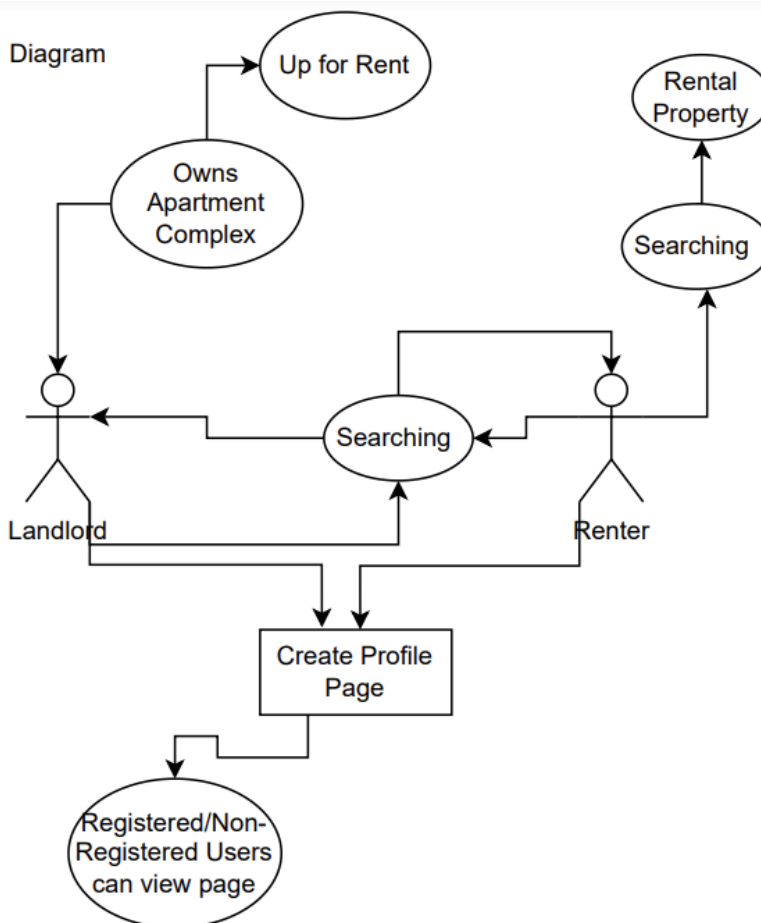 Diagram
Up for Rent
Rental
Property
Owns
Apartment
Complex
Searching
Searching
Landlord
Renter
Create Profile
Page
Registered/Non-
Registered Users
can view page